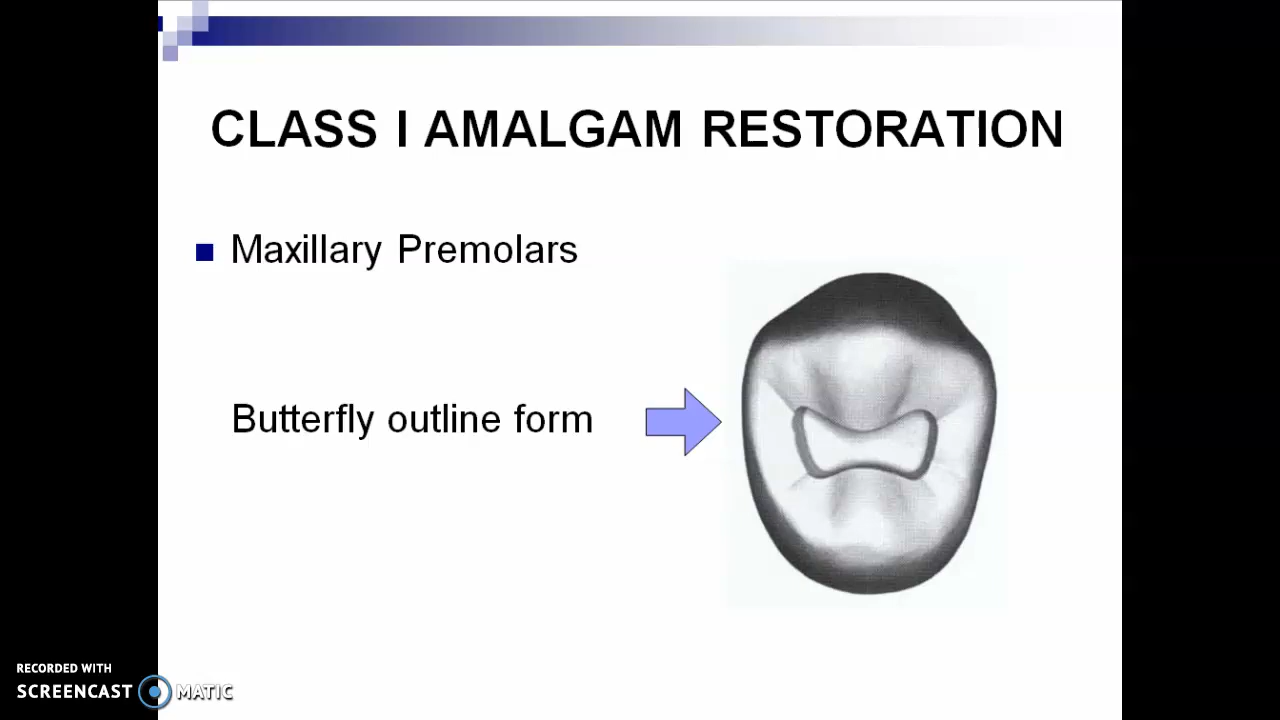 CLASS I AMALGAM RESTORATION
Maxillary Premolars
Butterfly outline form
RECORDED WITH
SCREENCAST MATIC